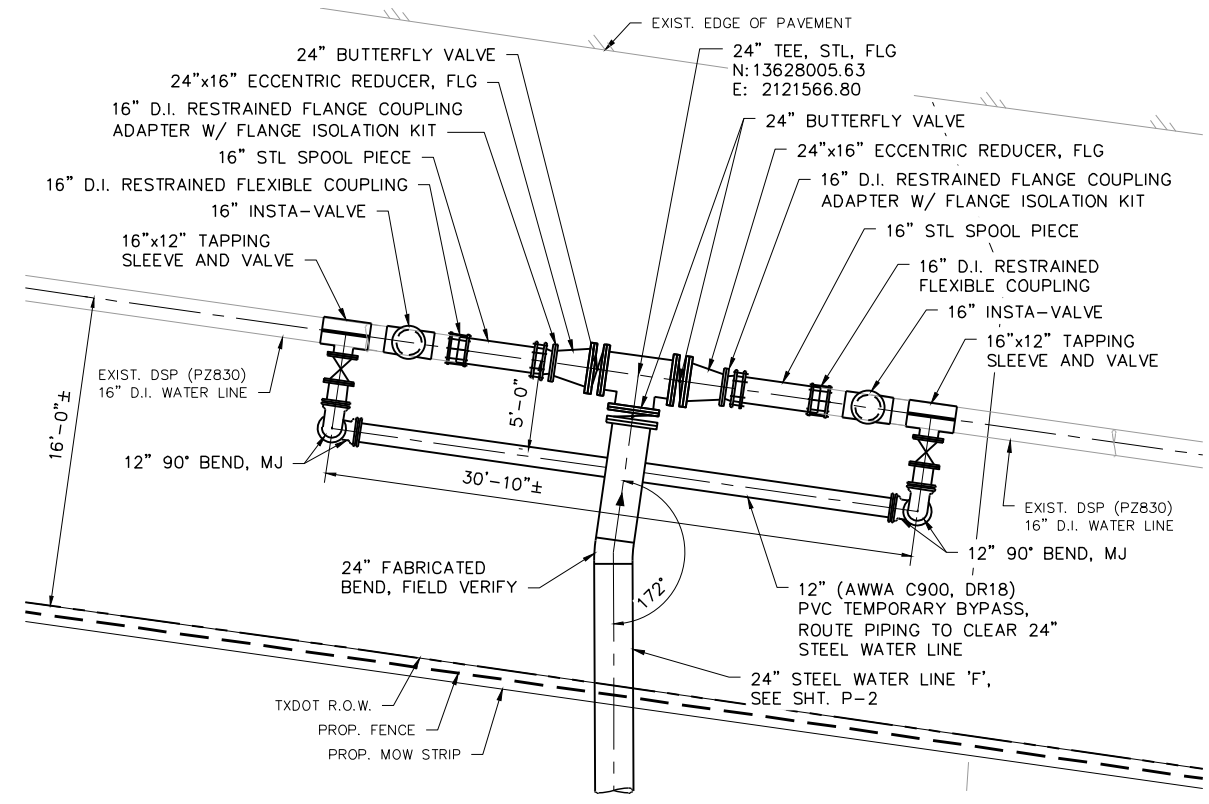 EXIST. EDGE OF PAVEMENT
24" BUTTERFLY VALVE
24"x16" ECCENTRIC REDUCER, FLG
16" D.I. RESTRAINED FLANGE COUPLING
ADAPTER W/ FLANGE ISOLATION KIT
16" STL SPOOL PIECE
16" D.I. RESTRAINED FLEXIBLE COUPLING
16" INSTA-VALVE
16"x12" TAPPING
SLEEVE AND VALVE
24" TEE, STL, FLG
N:13628005.63
E: 2121566.80
24" BUTTERFLY VALVE
24"x16" ECCENTRIC REDUCER, FLG
16" D.I. RESTRAINED FLANGE COUPLING
ADAPTER W/ FLANGE ISOLATION KIT
16" STL SPOOL PIECE
16" D.I. RESTRAINED
FLEXIBLE COUPLING
16" INSTA-VALVE
16"x12" TAPPING
SLEEVE AND VALVE
EXIST. DSP (PZ830)
16" D.I. WATER LINE
16'-0"±
5'-0"
12" 90° BEND, MJ
30'-10"±
EXIST. DSP (PZ830)
16" D.I. WATER LINE
12" 90° BEND, MJ
24" FABRICATED
BEND, FIELD VERIFY
172°
12" (AWWA C900, DR18)
PVC TEMPORARY BYPASS,
ROUTE PIPING TO CLEAR 24"
STEEL WATER LINE
24" STEEL WATER LINE 'F',
SEE SHT. P-2
TXDOT R.O.W.
PROP. FENCE
PROP. MOW STRIP